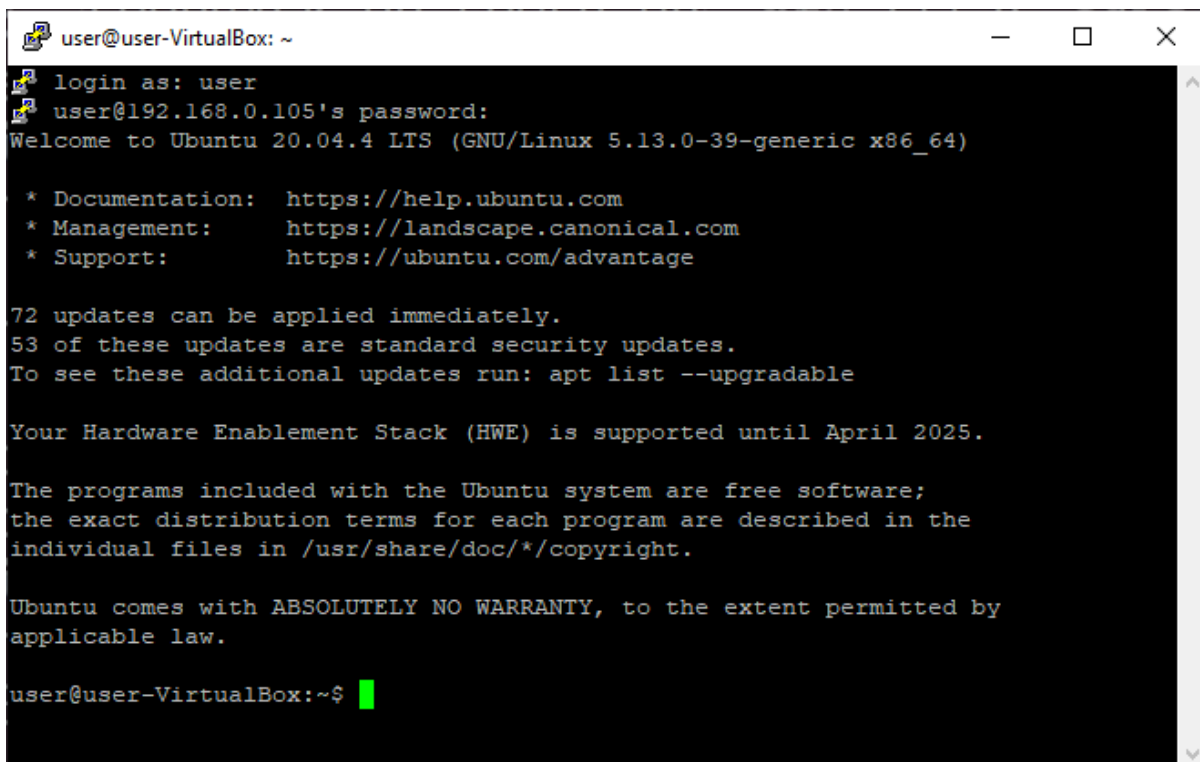 user@user-VirtualBox: ~
login as: user
user@192.168.0.105's password:
Welcome to Ubuntu 20.04.4 LTS (GNU/Linux 5.13.0-39-generic x86_64)
* Documentation:  https://help.ubuntu.com
* Management:     https://landscape.canonical.com
* Support:        https://ubuntu.com/advantage
72 updates can be applied immediately.
53 of these updates are standard security updates.
To see these additional updates run: apt list --upgradable
Your Hardware Enablement Stack (HWE) is supported until April 2025.
The programs included with the Ubuntu system are free software;
the exact distribution terms for each program are described in the
individual files in /usr/share/doc/*/copyright.
Ubuntu comes with ABSOLUTELY NO WARRANTY, to the extent permitted by
applicable law.
user@user-VirtualBox:~$